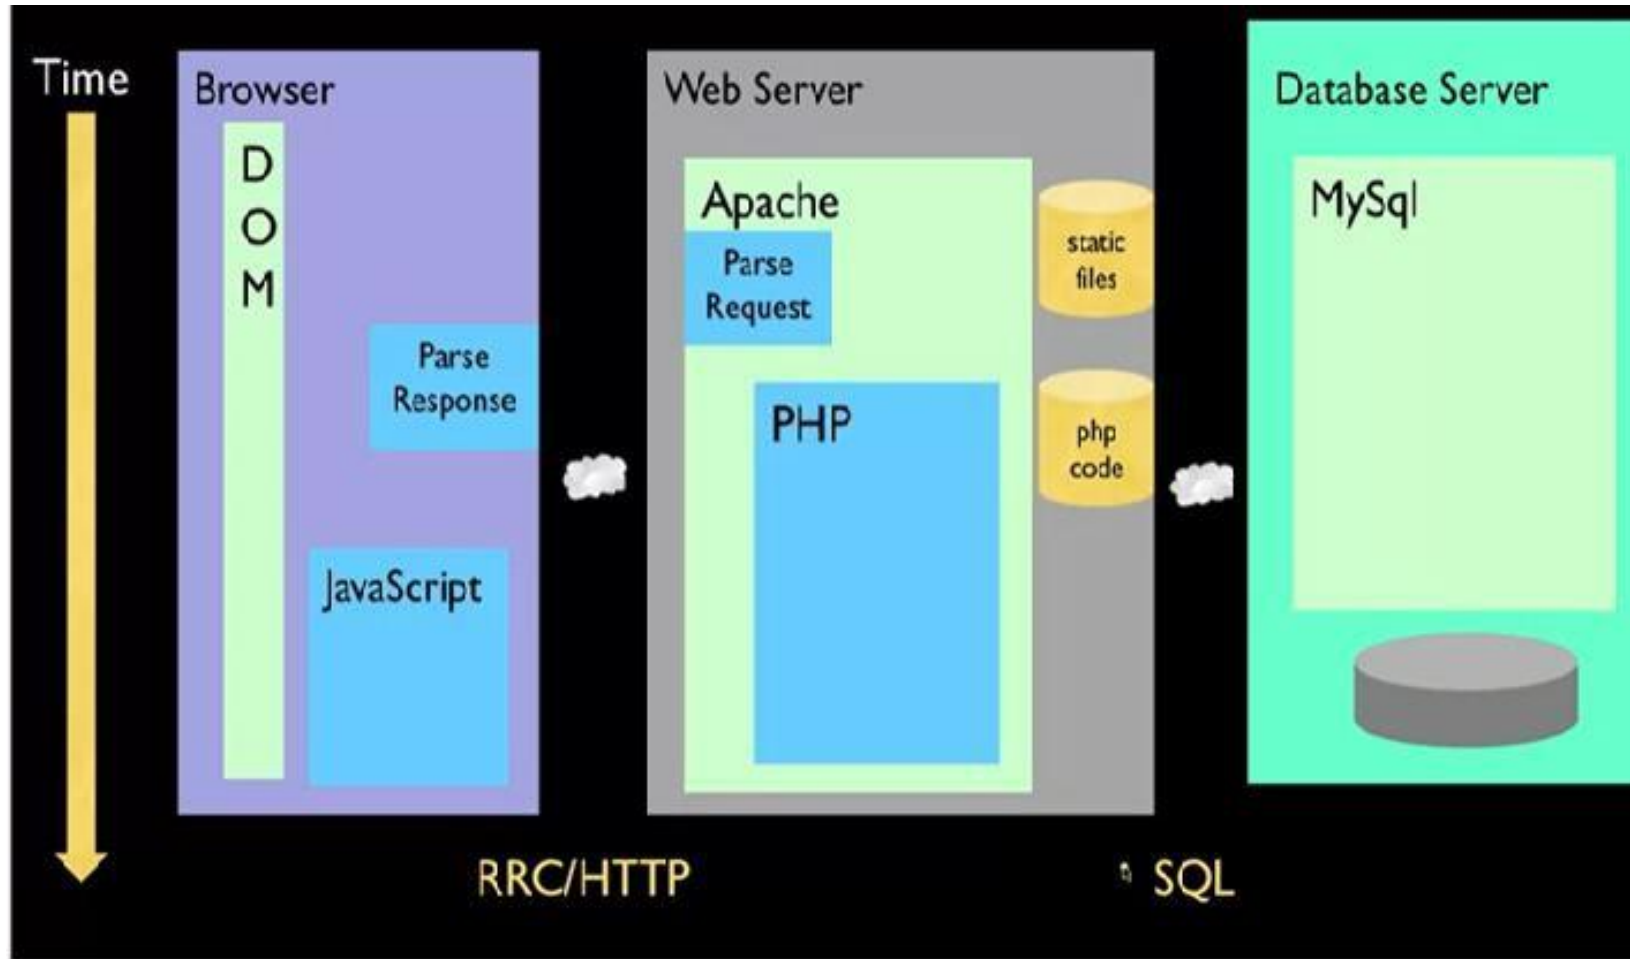 Time
Browser
D
O
M
Parse
Response
JavaScript
Web Server
Apache
Parse
Request
PHP
static
files
php
code
Database Server
MySql
RRC/HTTP
SQL